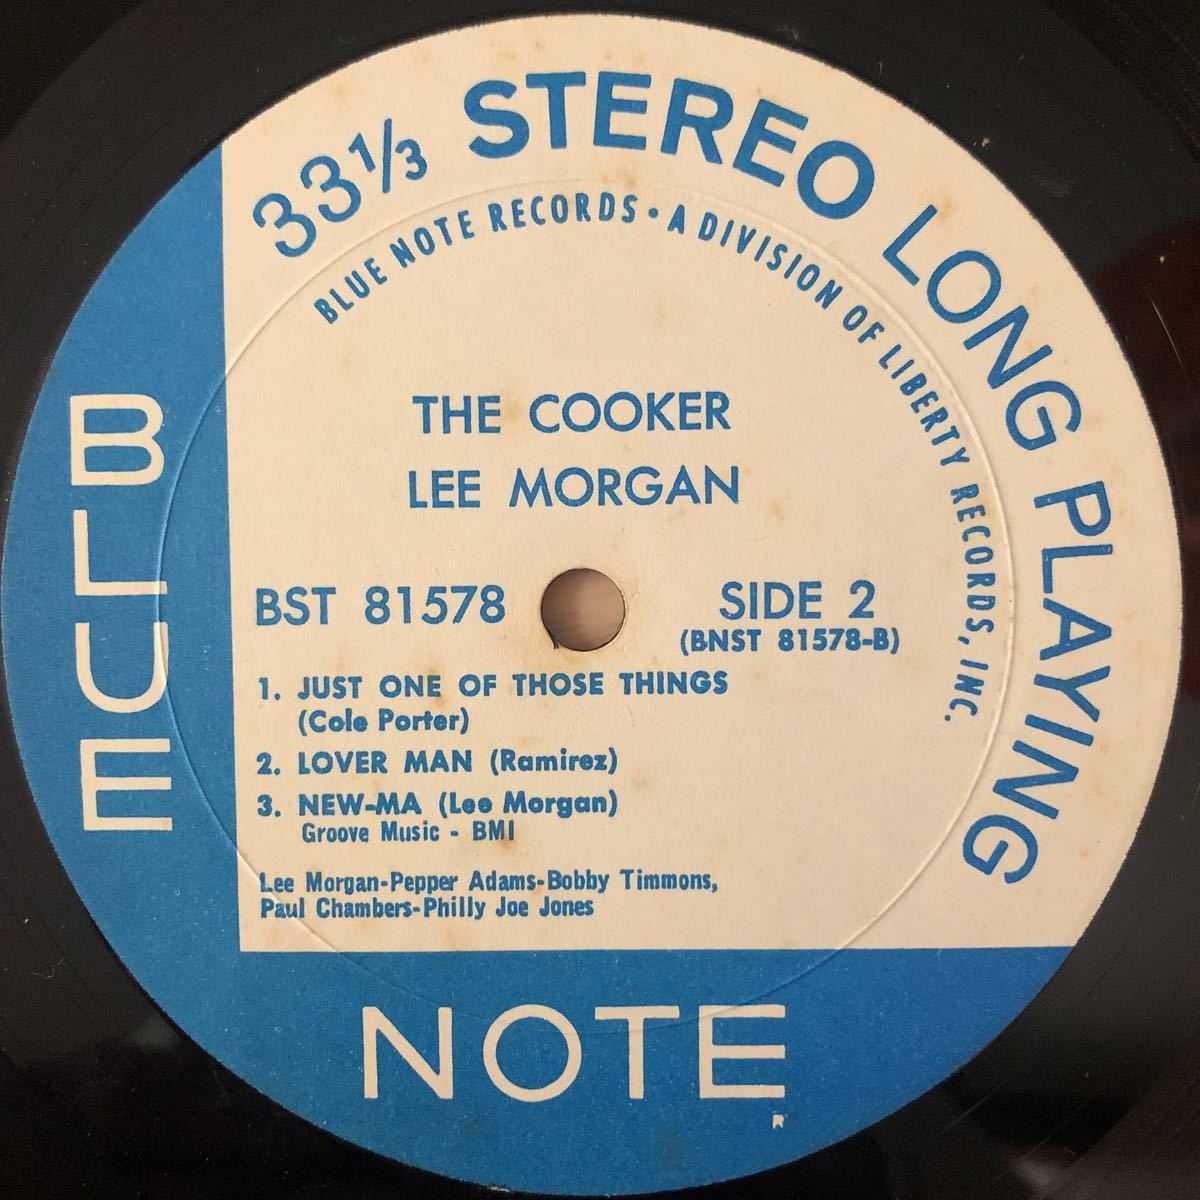 33 1/3 STEREO LONG PLAYING
BLUE NOTE RECORDS • A DIVISION OF LIBERTY RECORDS, INC.
THE COOKER
LEE MORGAN
BST 81578
SIDE 2
(BNST 81578-B)
1. JUST ONE OF THOSE THINGS
(Cole Porter)
2. LOVER MAN (Ramirez)
3. NEW-MA (Lee Morgan)
Groove Music - BMI
Lee Morgan-Pepper Adams-Bobby Timmons,
Paul Chambers-Philly Joe Jones
BLUE
NOTE
R